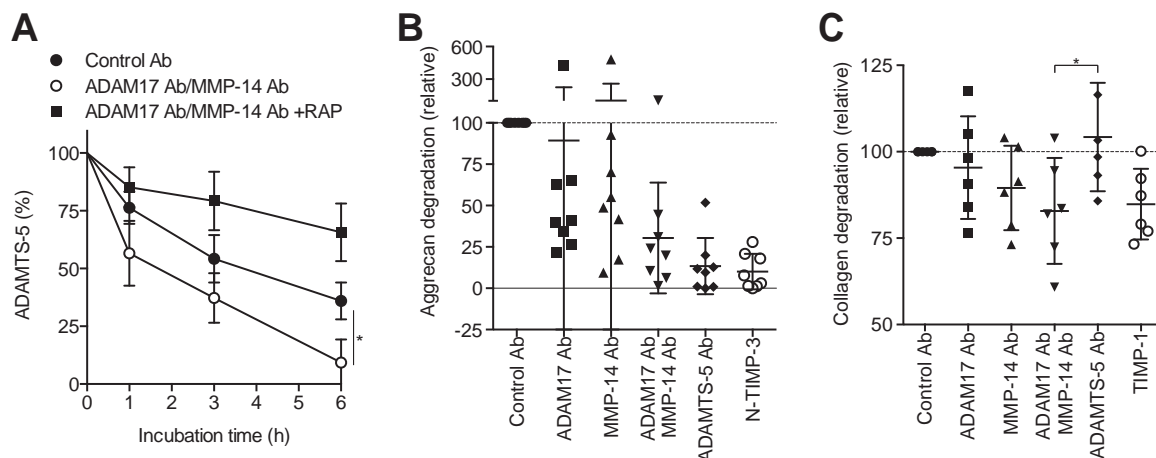 A
Control Ab
ADAM17 Ab/MMP-14 Ab
ADAM17 Ab/MMP-14 Ab +RAP
100
75
50
25
0
0 1 2 3 4 5 6
ADAMTS-5 (%)
Incubation time (h)
*
B
Aggrecan degradation (relative)
600
300
100
75
50
25
0
-25
Control Ab
ADAM17 Ab
MMP-14 Ab
ADAM17 Ab
MMP-14 Ab
ADAMTS-5 Ab
N-TIMP-3
C
Collagen degradation (relative)
125
100
75
50
*
Control Ab
ADAM17 Ab
MMP-14 Ab
ADAM17 Ab
MMP-14 Ab
ADAMTS-5 Ab
TIMP-1